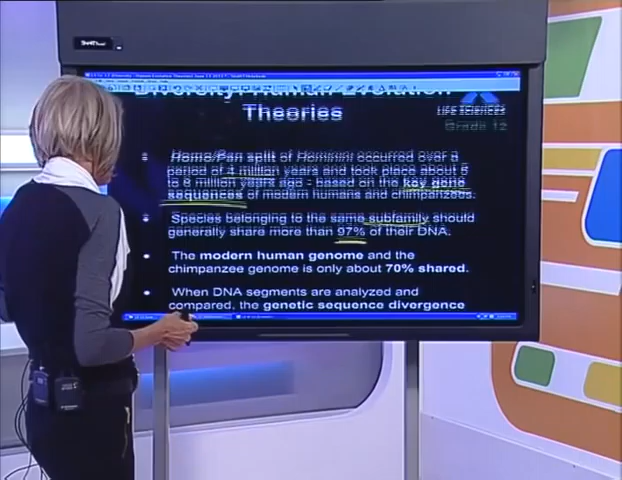 Diversity Human Evolution
Theories
LIFE SCIENCES
Grade 12
Homo/Pan split of Hominini occurred over a
period of 4 million years and took place about 5
to 6 million years ago - based on the key gene
sequences of modern humans and chimpanzees.
Species belonging to the same subfamily should
generally share more than 97% of their DNA.
The modern human genome and the
chimpanzee genome is only about 70% shared.
When DNA segments are analyzed and
compared, the genetic sequence divergence